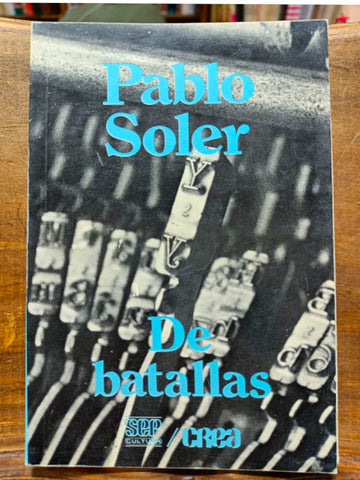 Pablo
Soler
De
batallas
SEP
CULTURA
/ CREA